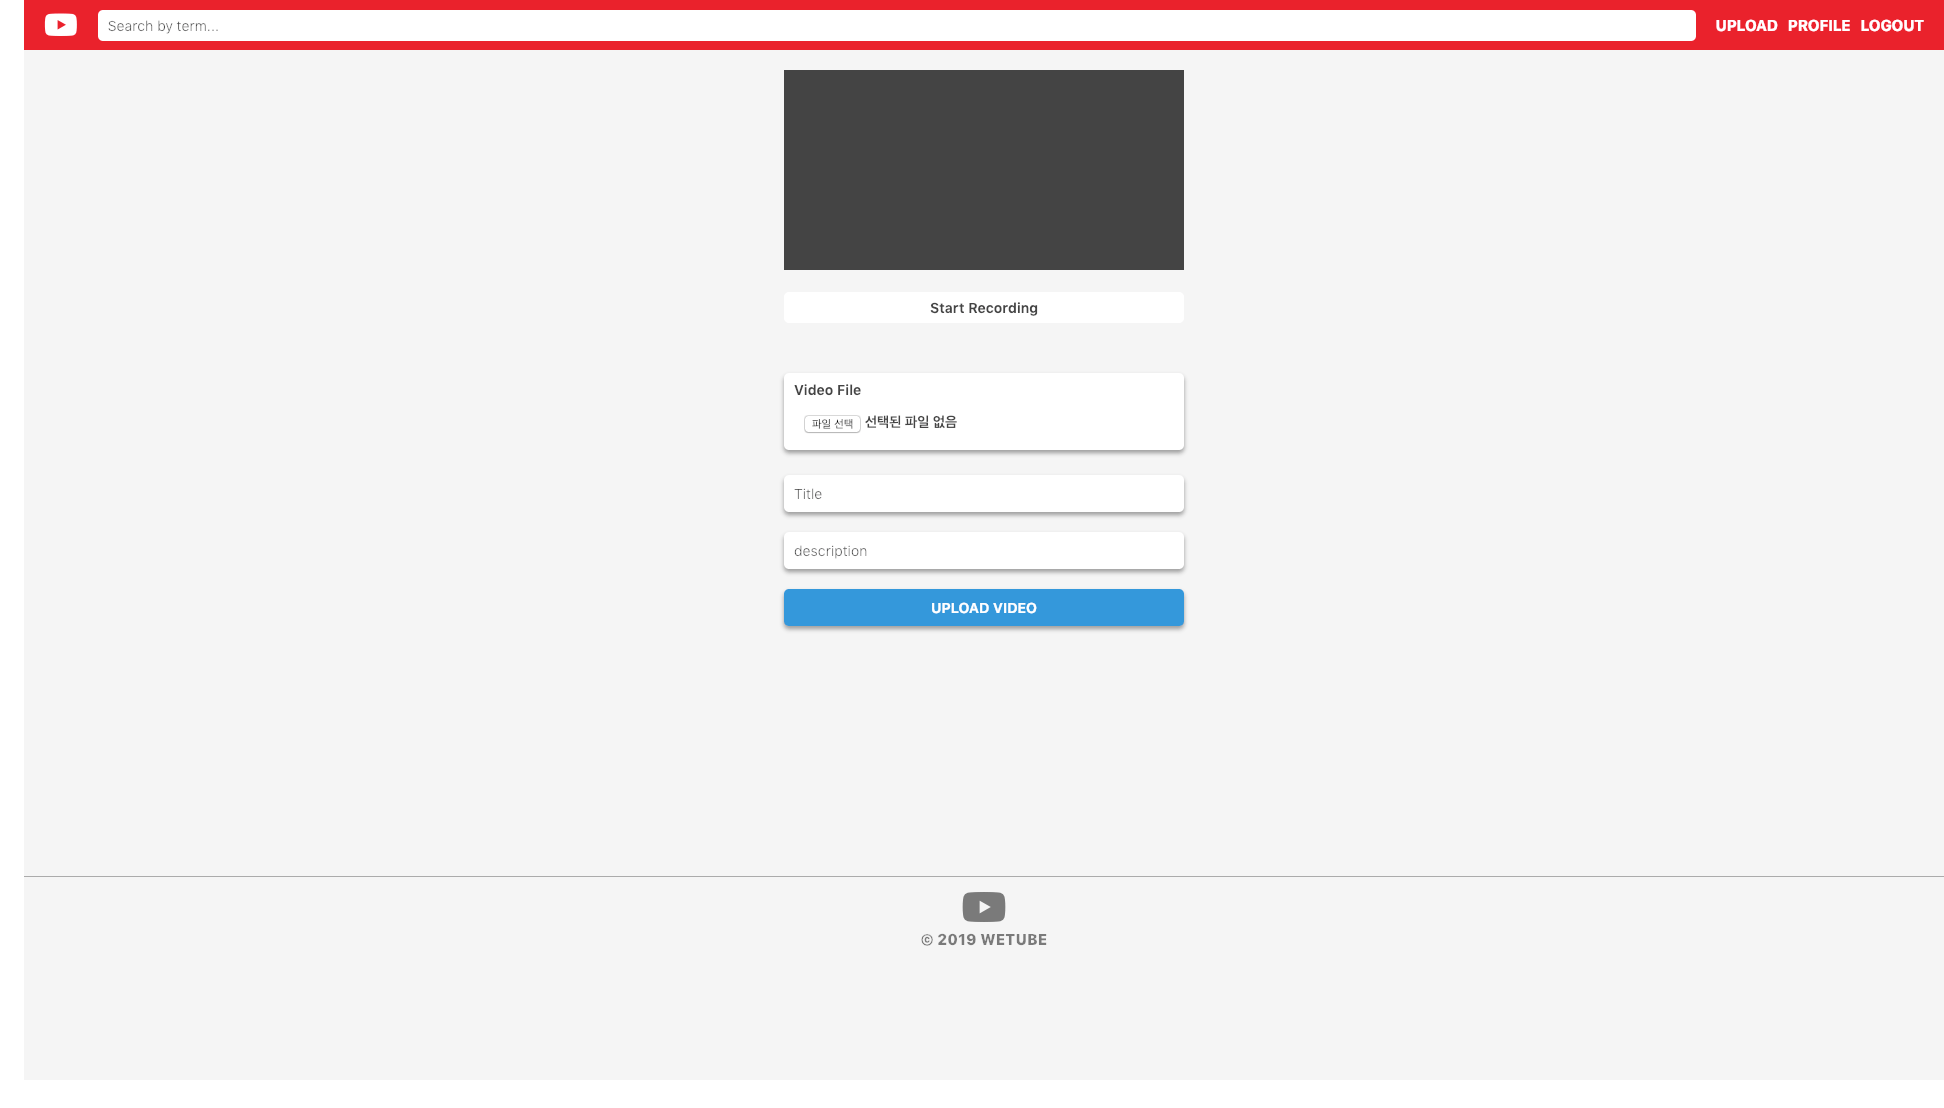 Search by term...
UPLOAD PROFILE LOGOUT
Start Recording
Video File
파일 선택 선택된 파일 없음
Title
description
UPLOAD VIDEO
© 2019 WETUBE